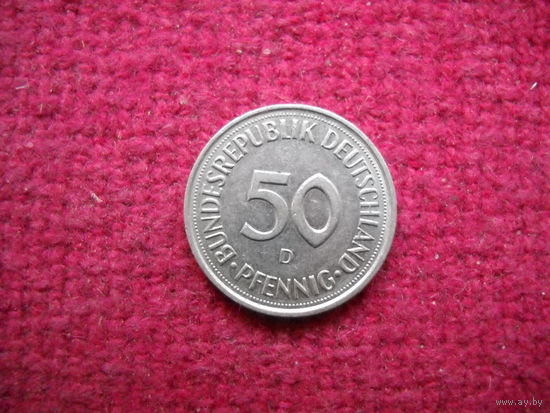 BUNDESREPUBLIK DEUTSCHLAND
50
D
• PFENNIG •
www.ay.by